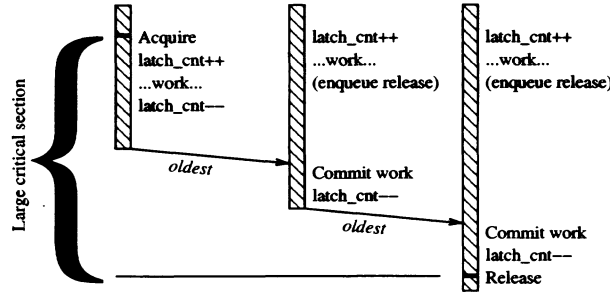 Large critical section
Acquire
latch_cnt++
...work...
latch_cnt−−
oldest
latch_cnt++
...work...
(enqueue release)
Commit work
latch_cnt−−
oldest
latch_cnt++
...work...
(enqueue release)
Commit work
latch_cnt−−
Release